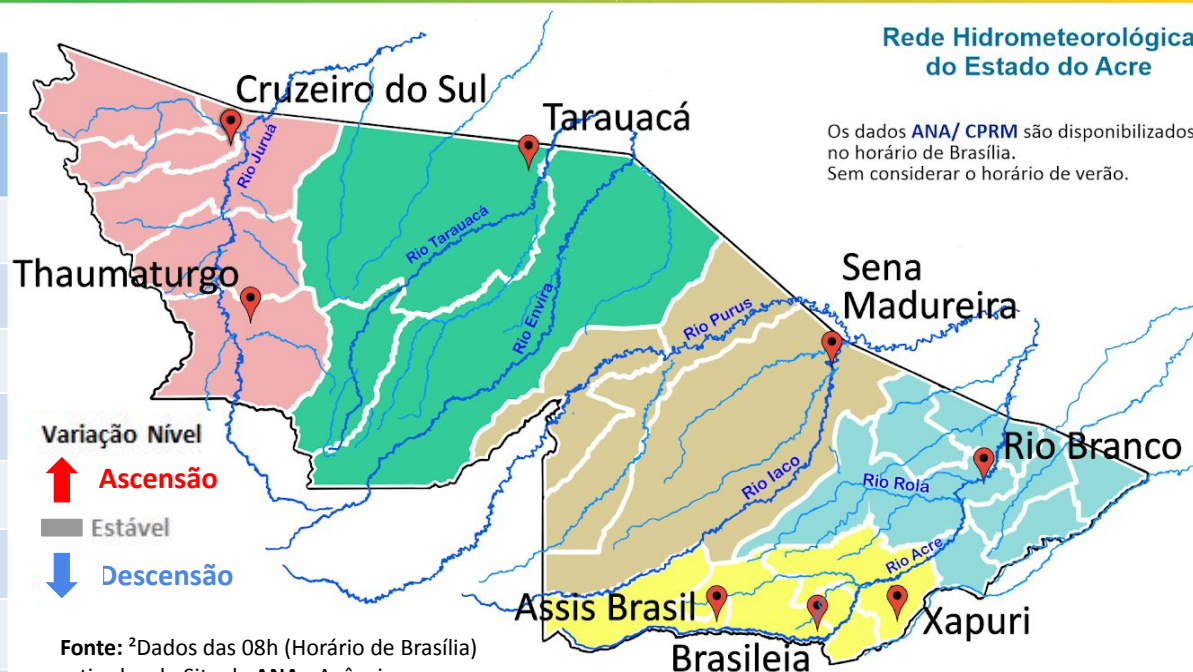 Rede Hidrometeorológica
do Estado do Acre
Os dados ANA/ CPRM são disponibilizados
no horário de Brasília.
Sem considerar o horário de verão.
Cruzeiro do Sul
Tarauacá
Rio Juruá
Rio Tarauacá
Thaumaturgo
Rio Envira
Sena
Madureira
Rio Purus
Variação Nível
Ascensão
Estável
Descensão
Rio Branco
Rio Iaco
Rio Rola
Rio Acre
Assis Brasil
Xapuri
Brasileia
Fonte: ²Dados das 08h (Horário de Brasília)